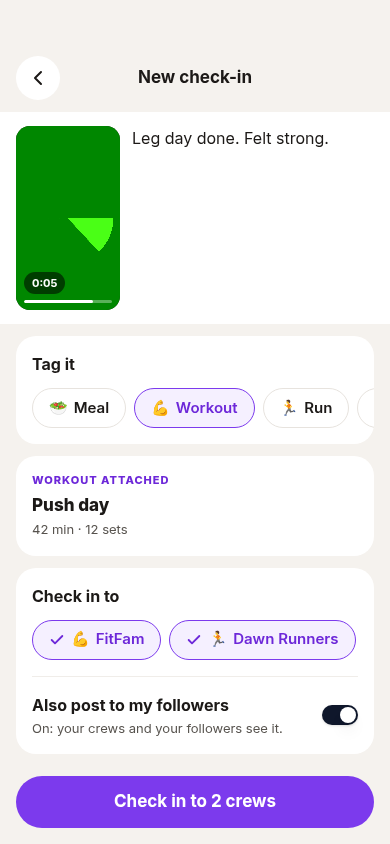 New check-in
Leg day done. Felt strong.
0:05
Tag it
🥗 Meal
💪 Workout
🏃 Run
WORKOUT ATTACHED
Push day
42 min · 12 sets
Check in to
💪 FitFam
🏃 Dawn Runners
Also post to my followers
On: your crews and your followers see it.
Check in to 2 crews